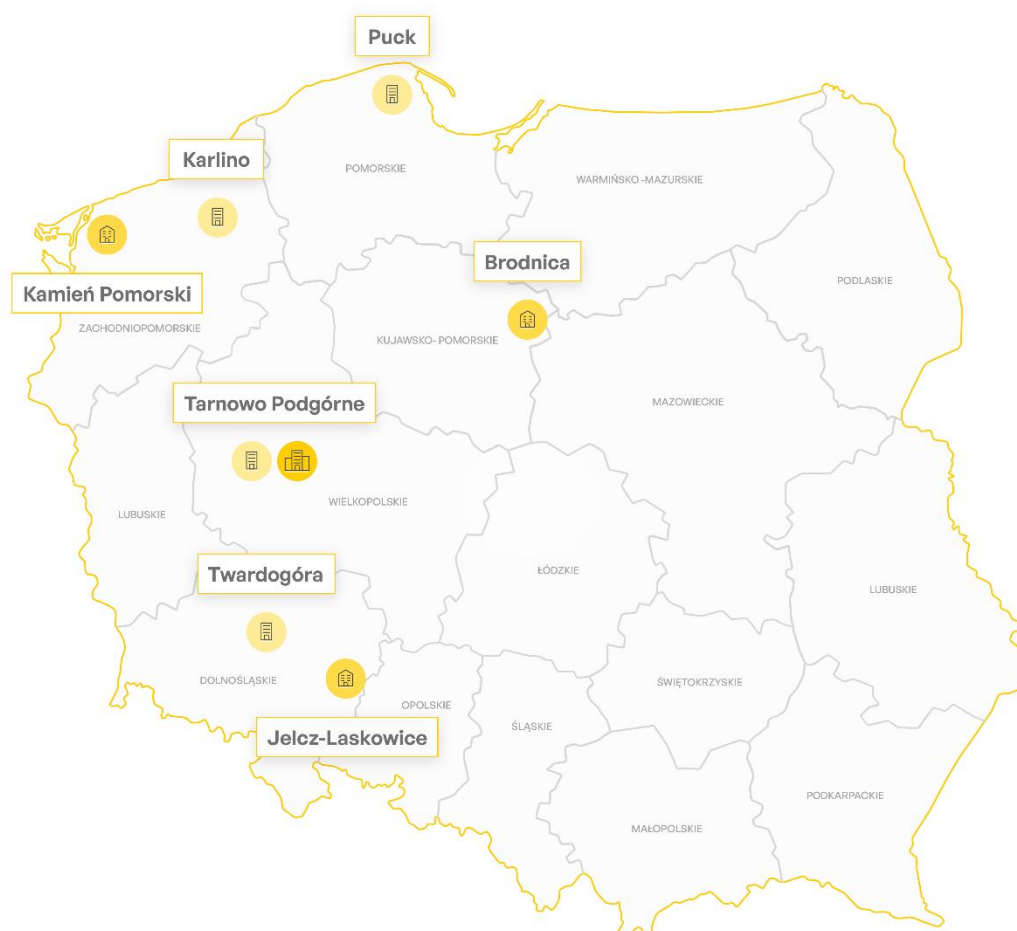 Puck
Karlino
POMORSKIE
WARMIŃSKO -MAZURSKIE
Brodnica
Kamień Pomorski
PODLASKIE
ZACHODNIOPOMORSKIE
KUJAWSKO- POMORSKIE
Tarnowo Podgórne
MAZOWIECKIE
WIELKOPOLSKIE
LUBUSKIE
Twardogóra
ŁÓDZKIE
LUBUSKIE
DOLNOŚLĄSKIE
ŚWIĘTOKRZYSKIE
OPOLSKIE
ŚLĄSKIE
Jelcz-Laskowice
PODKARPACKIE
MAŁOPOLSKIE